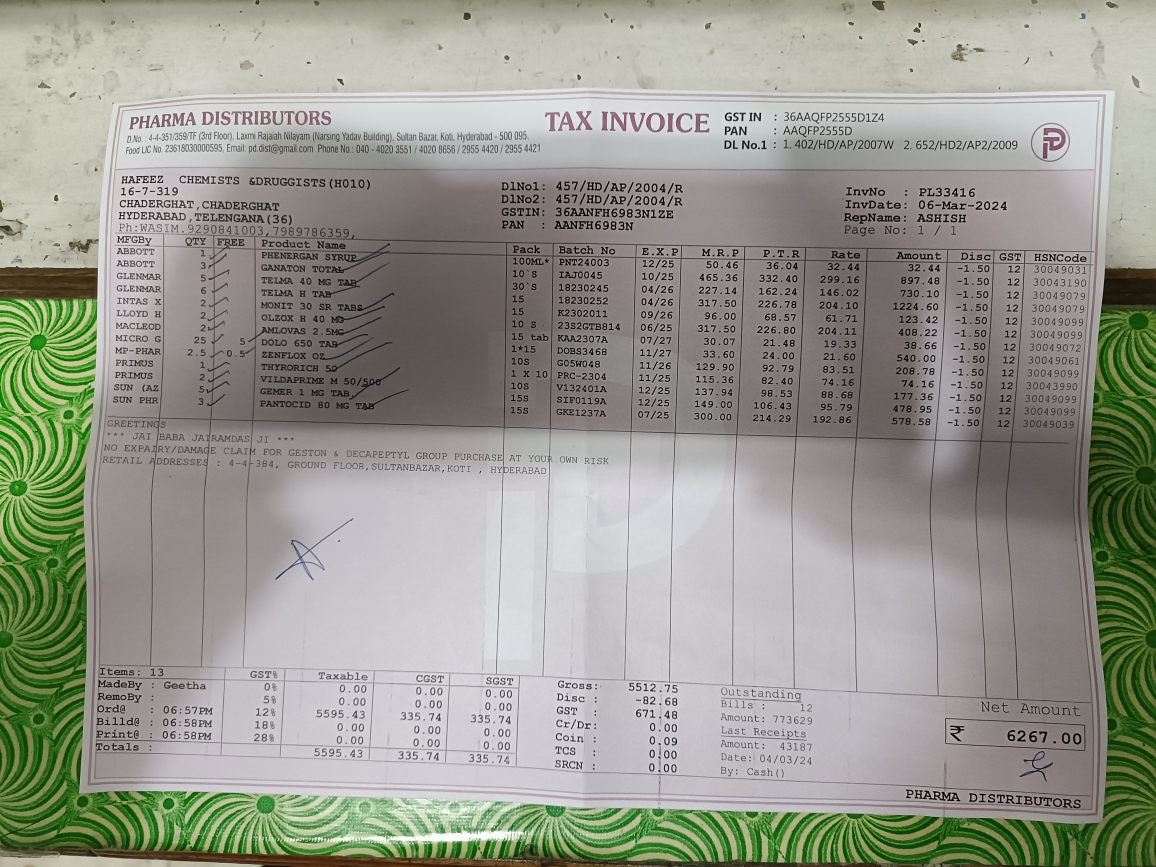 PHARMA DISTRIBUTORS
D.No. : 4-4-351/359/TF (3rd Floor), Laxmi Rajaiah Nilayam (Narsing Yadav Building), Sultan Bazar, Koti, Hyderabad - 500 095.
Food LIC No. 23618030000595, Email: pd.dist@gmail.com Phone No.: 040 - 4020 3551 / 4020 8656 / 2955 4420 / 2955 4421
TAX INVOICE
GST IN : 36AAQFP2555D1Z4
PAN : AAQFP2555D
DL No.1 : 1. 402/HD/AP/2007W 2. 652/HD2/AP2/2009
HAFEEZ CHEMISTS &DRUGGISTS(H010)
16-7-319
CHADERGHAT,CHADERGHAT
HYDERABAD,TELENGANA(36)
Ph:WASIM.9290841003,7989786359,
DlNo1: 457/HD/AP/2004/R
DlNo2: 457/HD/AP/2004/R
GSTIN: 36AANFH6983N1ZE
PAN : AANFH6983N
InvNo : PL33416
InvDate: 06-Mar-2024
RepName: ASHISH
Page No: 1 / 1
MFGBy QTY FREE Product Name Pack Batch No E.X.P M.R.P P.T.R Rate Amount Disc GST HSNCode
ABBOTT 1 PHENERGAN SYRUP 100ML* PNT24003 12/25 50.46 36.04 32.44 32.44 -1.50 12 30049031
ABBOTT 3 GANATON TOTAL 10`S IAJ0045 10/25 465.36 332.40 299.16 897.48 -1.50 12 30043190
GLENMAR 5 TELMA 40 MG TAB 30`S 18230245 04/26 227.14 162.24 146.02 730.10 -1.50 12 30049079
GLENMAR 6 TELMA H TAB 15 18230252 04/26 317.50 226.78 204.10 1224.60 -1.50 12 30049079
INTAS X 2 MONIT 30 SR TABS 15 K2302011 09/26 96.00 68.57 61.71 123.42 -1.50 12 30049099
LLOYD H 2 OLZOX H 40 MG 10 S 23S2GTB814 06/25 317.50 226.80 204.11 408.22 -1.50 12 30049099
MACLEOD 2 AMLOVAS 2.5MG 15 tab KAA2307A 07/27 30.07 21.48 19.33 38.66 -1.50 12 30049072
MICRO G 25 5 DOLO 650 TAB 1*15 DOBS3468 11/27 33.60 24.00 21.60 540.00 -1.50 12 30049061
MP-PHAR 2.5 0.5 ZENFLOX OZ 10S G05W048 11/26 129.90 92.79 83.51 208.78 -1.50 12 30049099
PRIMUS 1 THYRORICH 50 1 X 10 PRC-2304 11/25 115.36 82.40 74.16 74.16 -1.50 12 30043990
PRIMUS 2 VILDAPRIME M 50/500 10S V132401A 12/25 137.94 98.53 88.68 177.36 -1.50 12 30049099
SUN (AZ 5 GEMER 1 MG TAB 15S SIF0119A 12/25 149.00 106.43 95.79 478.95 -1.50 12 30049099
SUN PHR 3 PANTOCID 80 MG TAB 15S GKE1237A 07/25 300.00 214.29 192.86 578.58 -1.50 12 30049039
GREETINGS
*** JAI BABA JAIRAMDAS JI ***
NO EXPAIRY/DAMAGE CLAIM FOR GESTON & DECAPEPTYL GROUP PURCHASE AT YOUR OWN RISK
RETAIL ADDRESSES : 4-4-384, GROUND FLOOR,SULTANBAZAR,KOTI , HYDERABAD
Items: 13 GST% Taxable CGST SGST
MadeBy : Geetha 0% 0.00 0.00 0.00
RemoBy : 5% 0.00 0.00 0.00
Ord@ : 06:57PM 12% 5595.43 335.74 335.74
Billd@ : 06:58PM 18% 0.00 0.00 0.00
Print@ : 06:58PM 28% 0.00 0.00 0.00
Totals : 5595.43 335.74 335.74
Gross: 5512.75
Disc : -82.68
GST : 671.48
Cr/Dr: 0.00
Coin : 0.09
TCS : 0.00
SRCN : 0.00
Outstanding
Bills : 12
Amount: 773629
Last Receipts
Amount: 43187
Date: 04/03/24
By: Cash()
Net Amount
₹ 6267.00
PHARMA DISTRIBUTORS